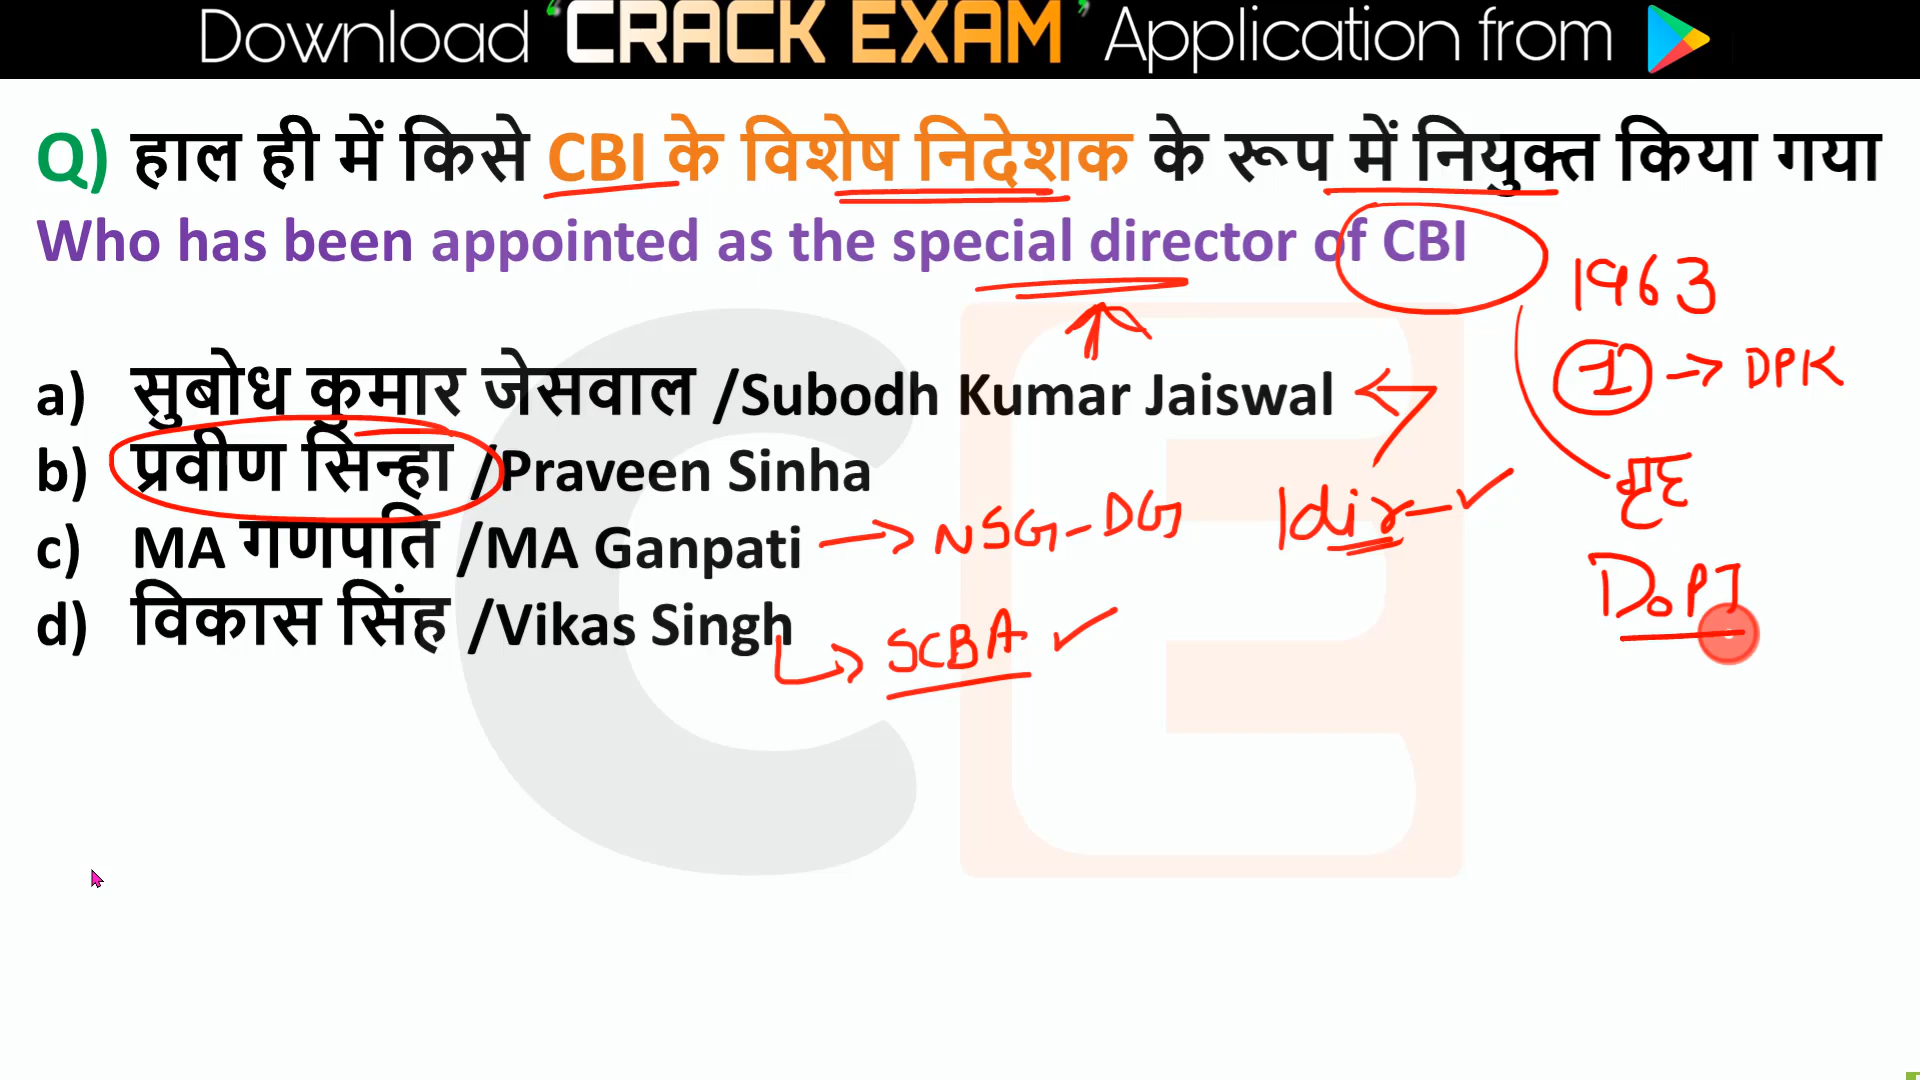 Download ‘CRACK EXAM’ Application from
Q) हाल ही में किसे CBI के विशेष निदेशक के रूप में नियुक्त किया गया
Who has been appointed as the special director of CBI
1963
1 → DPK
a) सुबोध कुमार जेसवाल /Subodh Kumar Jaiswal
b) प्रवीण सिन्हा /Praveen Sinha
c) MA गणपति /MA Ganpati → NSG-DG
dir
d) विकास सिंह /Vikas Singh
SCBA
DoPT
CE